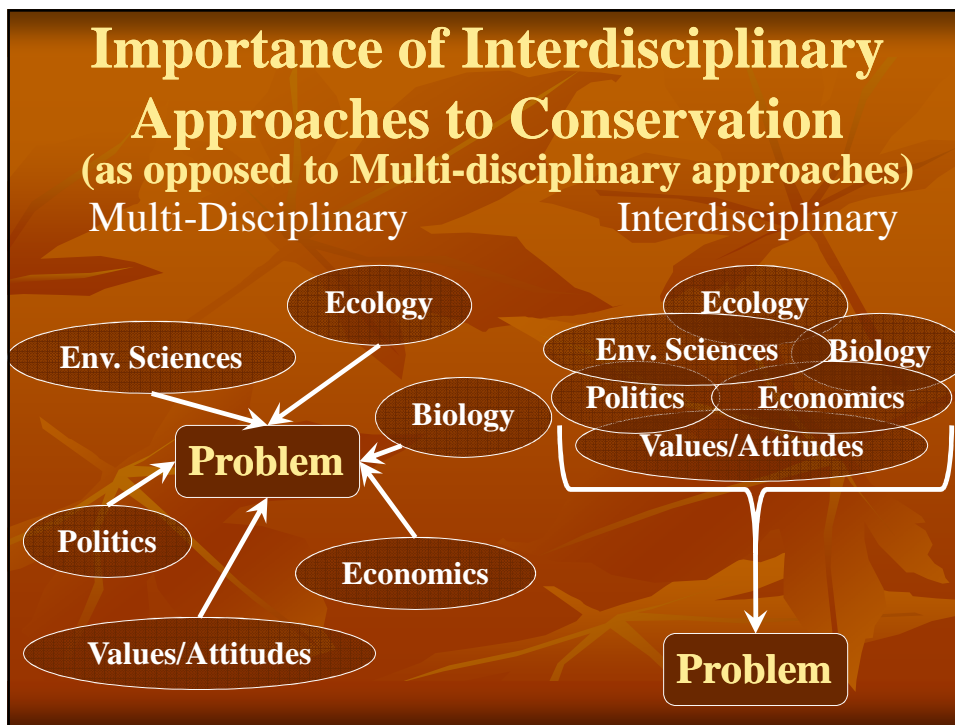 Importance of Interdisciplinary
Approaches to Conservation
(as opposed to Multi-disciplinary approaches)
Multi-Disciplinary
Ecology
Env. Sciences
Biology
Problem
Politics
Economics
Values/Attitudes
Interdisciplinary
Ecology
Env. Sciences
Biology
Politics
Economics
Values/Attitudes
Problem